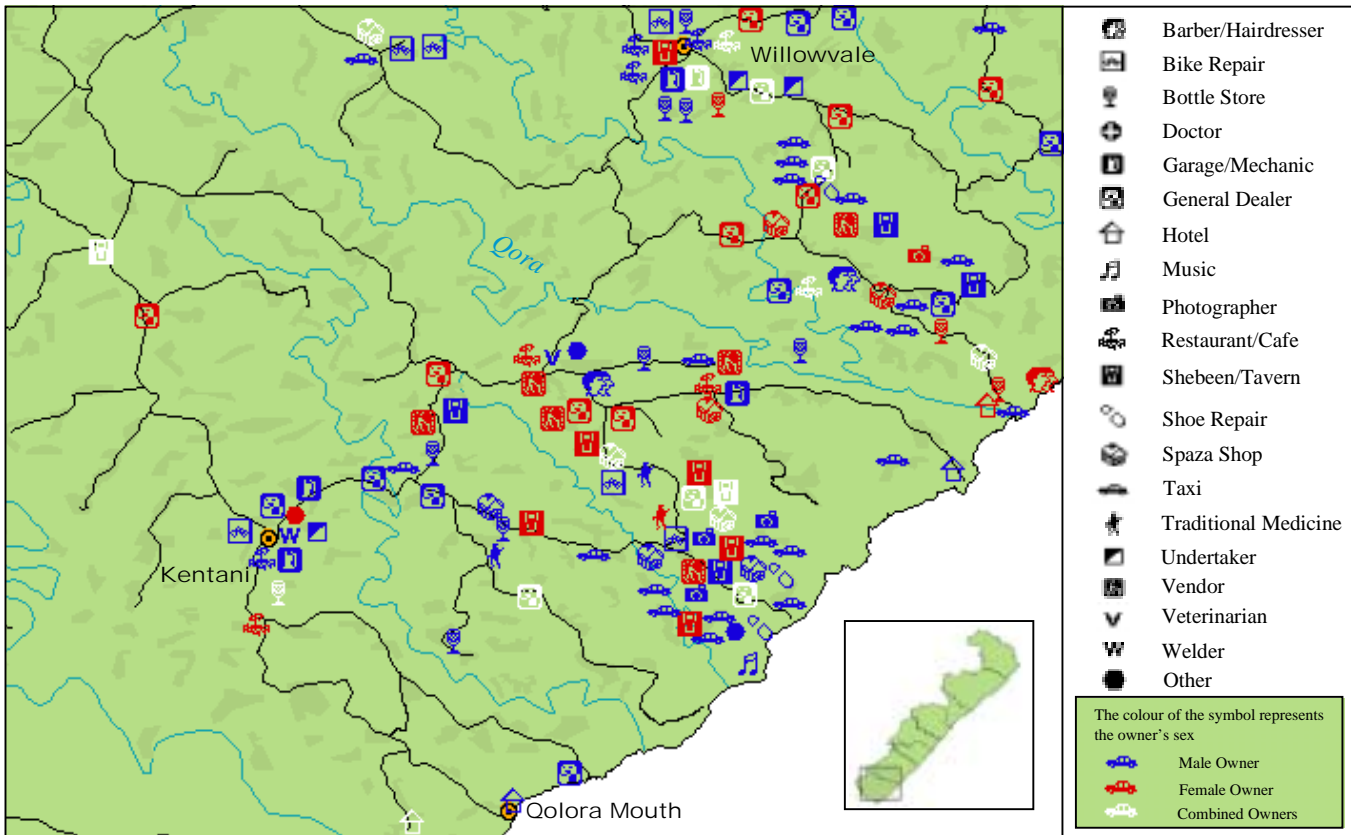 Willowvale
Qora
Kentani
Qolora Mouth
Barber/Hairdresser
Bike Repair
Bottle Store
Doctor
Garage/Mechanic
General Dealer
Hotel
Music
Photographer
Restaurant/Cafe
Shebeen/Tavern
Shoe Repair
Spaza Shop
Taxi
Traditional Medicine
Undertaker
Vendor
V Veterinarian
W Welder
Other
The colour of the symbol represents
the owner's sex
Male Owner
Female Owner
Combined Owners
V
W